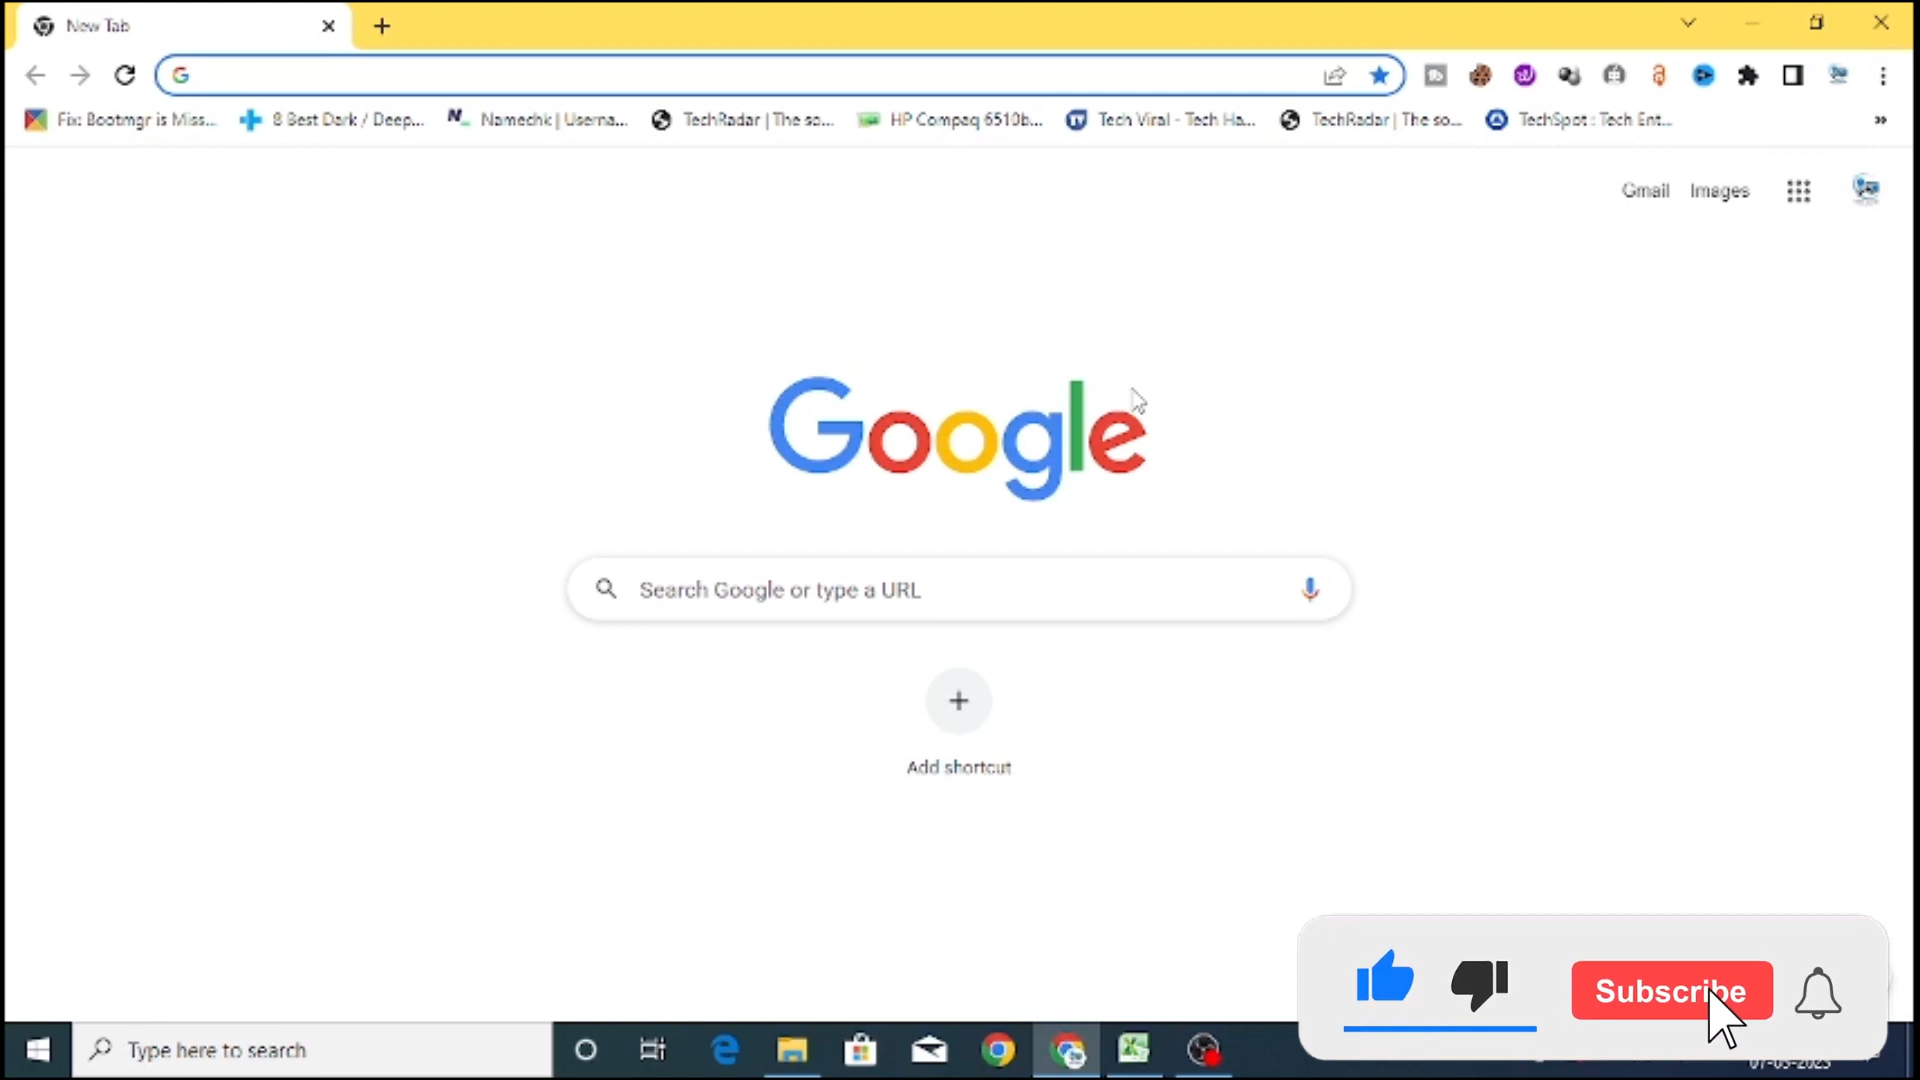 New Tab
Fix: Bootmgr is Miss...
8 Best Dark / Deep...
Namechk | Userna...
TechRadar | The so...
HP Compaq 6510b...
Tech Viral - Tech Ha...
TechRadar | The so...
TechSpot : Tech Ent...
Gmail
Images
Google
Search Google or type a URL
Add shortcut
Subscribe
Type here to search